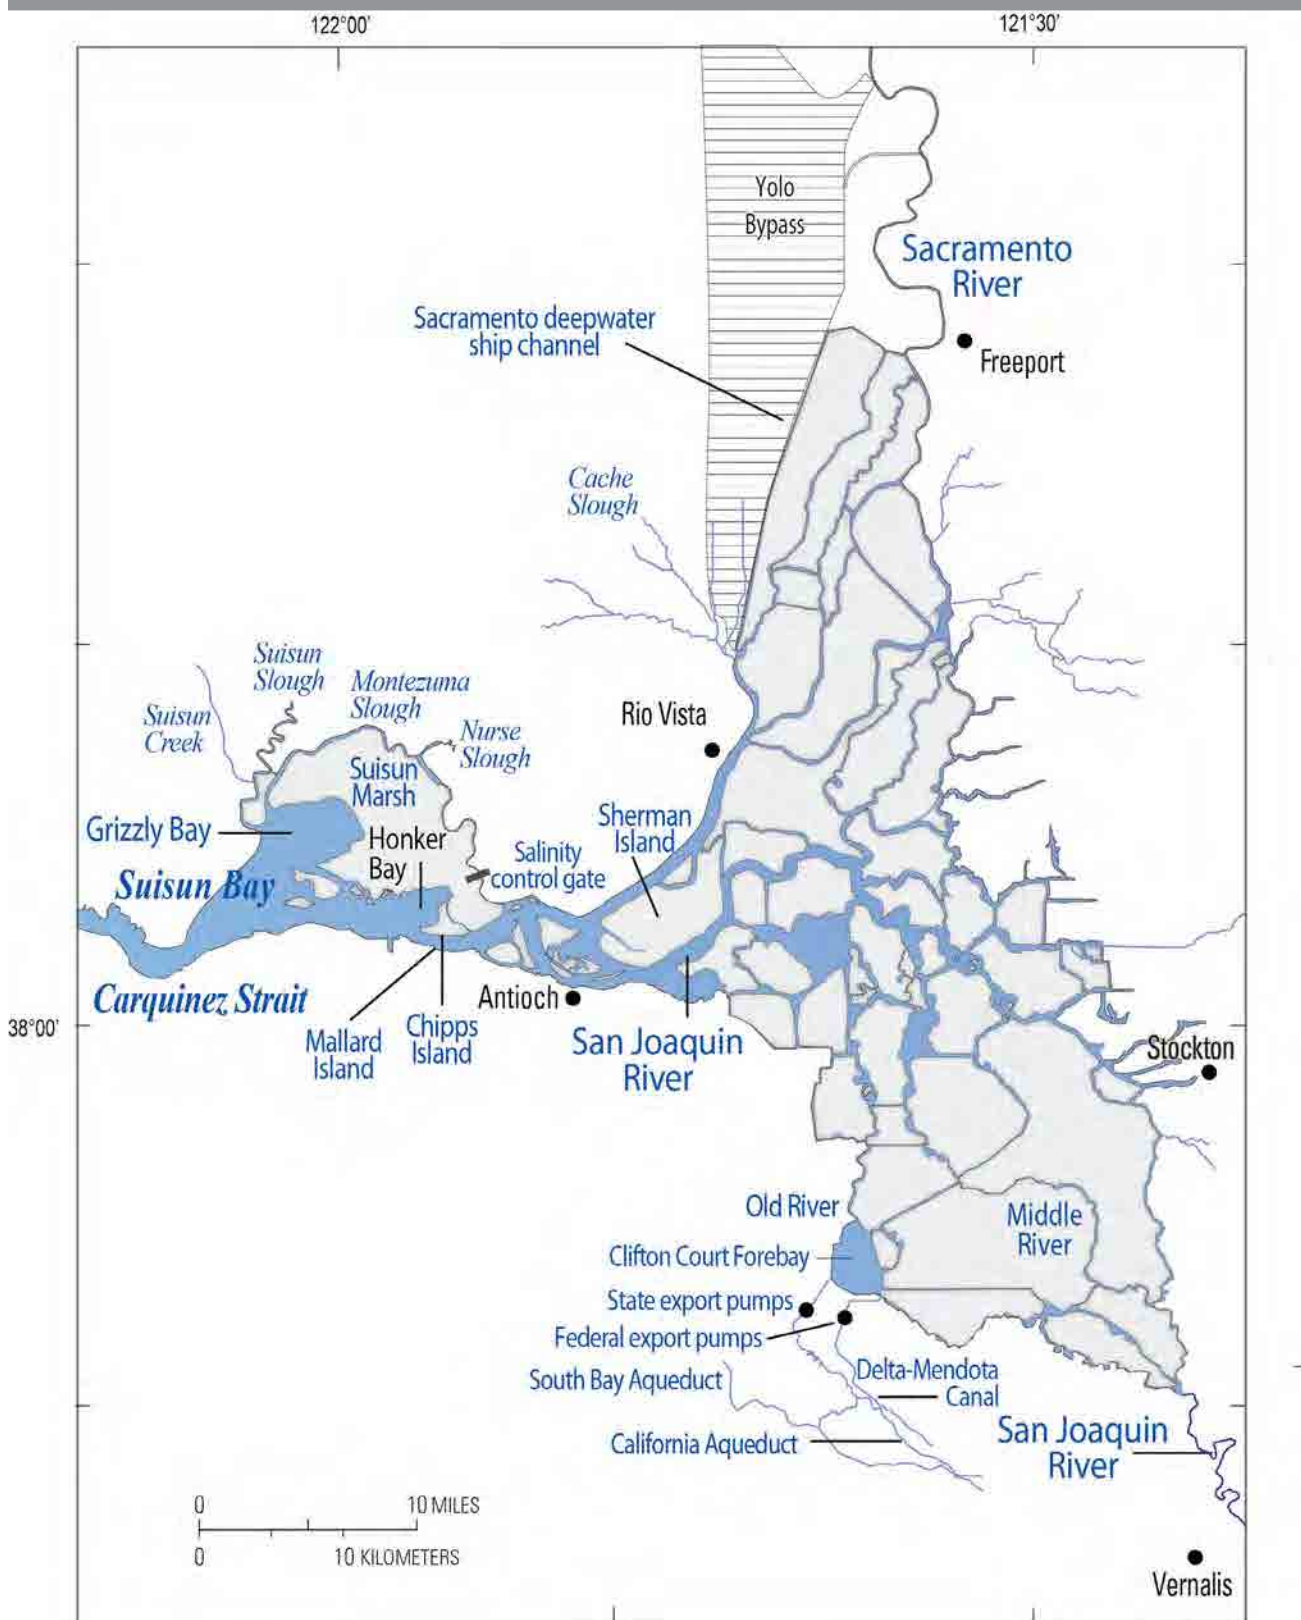 122°00'
121°30'
Yolo
Bypass
Sacramento
River
Sacramento deepwater
ship channel
Freeport
Cache
Slough
Suisun
Slough
Montezuma
Slough
Suisun
Creek
Nurse
Slough
Rio Vista
Suisun
Marsh
Grizzly Bay
Honker
Bay
Sherman
Island
Salinity
control gate
Suisun Bay
Carquinez Strait
Antioch
38°00'
Mallard
Island
Chipps
Island
San Joaquin
River
Stockton
Old River
Middle
River
Clifton Court Forebay
State export pumps
Federal export pumps
South Bay Aqueduct
Delta-Mendota
Canal
California Aqueduct
San Joaquin
River
0
10 MILES
0
10 KILOMETERS
Vernalis